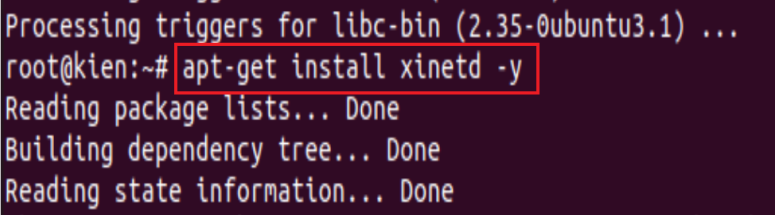 Processing triggers for libc-bin (2.35-0ubuntu3.1) ...
root@kien:~# apt-get install xinetd -y
Reading package lists... Done
Building dependency tree... Done
Reading state information... Done